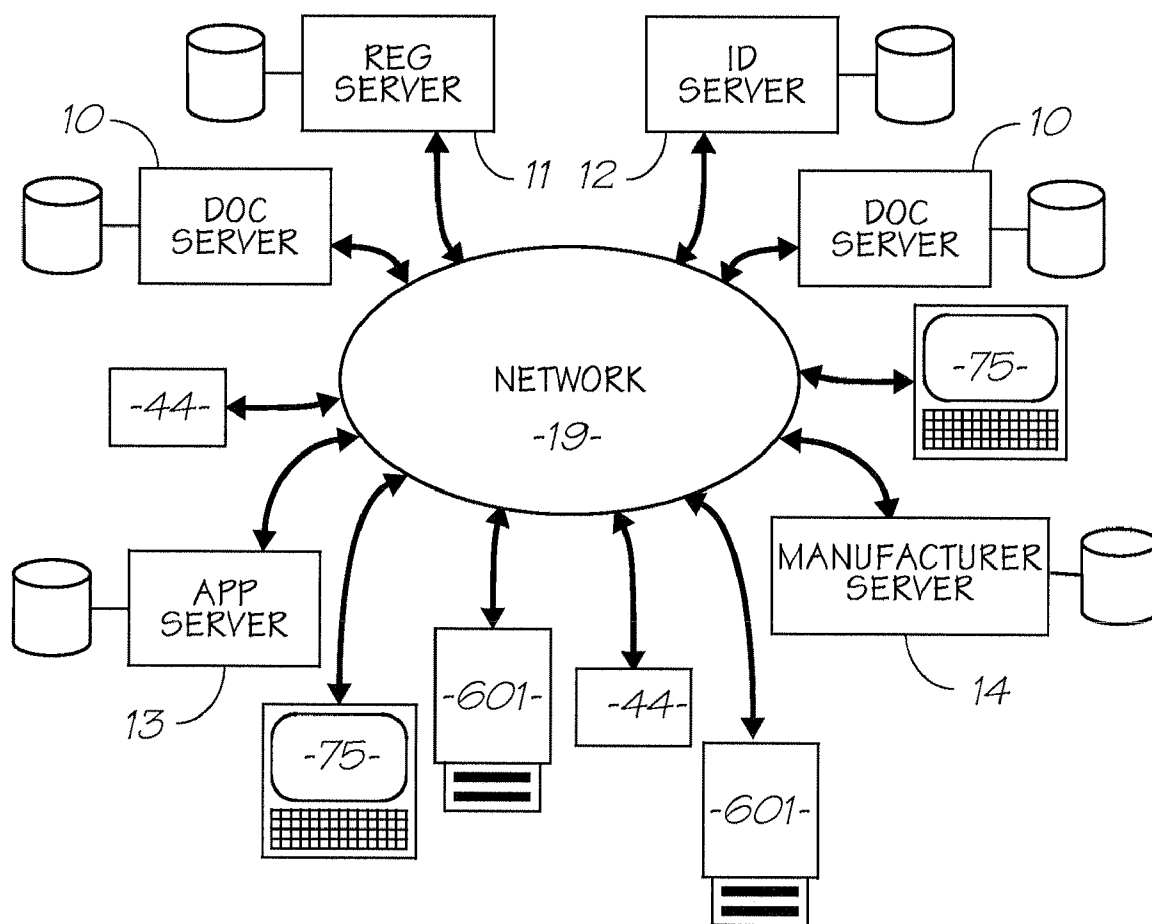 REG
SERVER
ID
SERVER
10
11
12
10
DOC
SERVER
DOC
SERVER
-75-
NETWORK
-19-
-44-
MANUFACTURER
SERVER
APP
SERVER
-601-
-44-
14
13
-75-
-601-